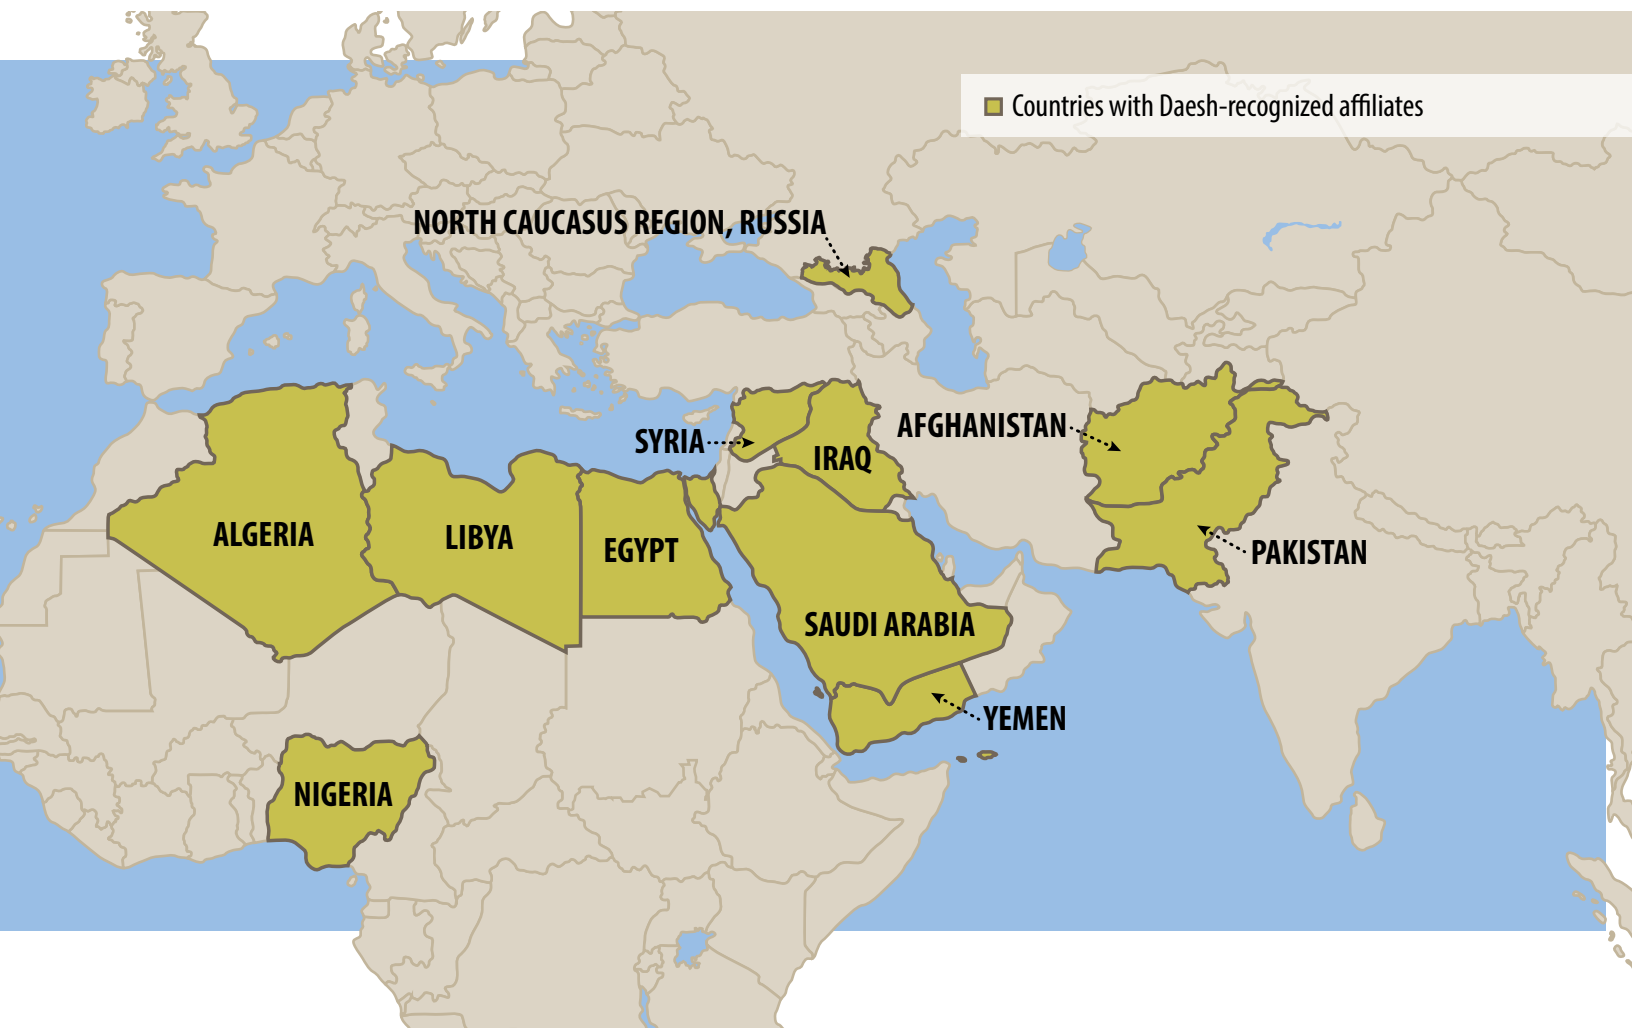 Countries with Daesh-recognized affiliates
NORTH CAUCASUS REGION, RUSSIA
AFGHANISTAN
SYRIA
IRAQ
ALGERIA
LIBYA
EGYPT
PAKISTAN
SAUDI ARABIA
YEMEN
NIGERIA